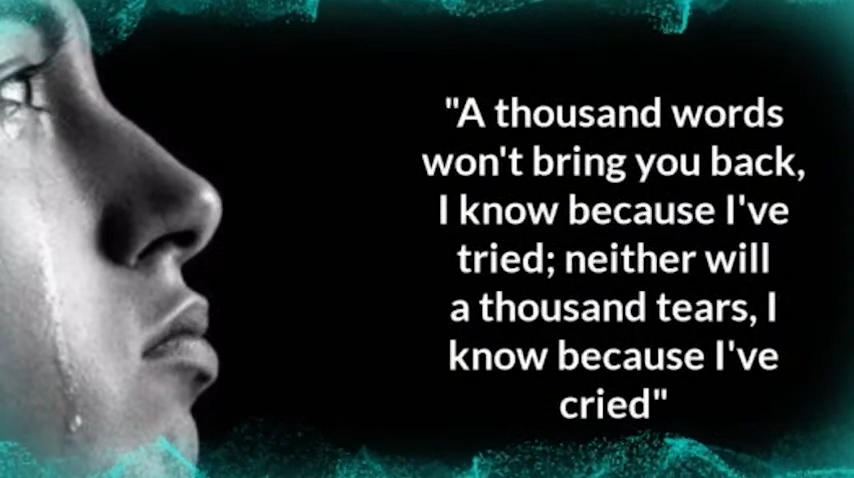 "A thousand words
won't bring you back,
I know because I've
tried; neither will
a thousand tears, I
know because I've
cried"